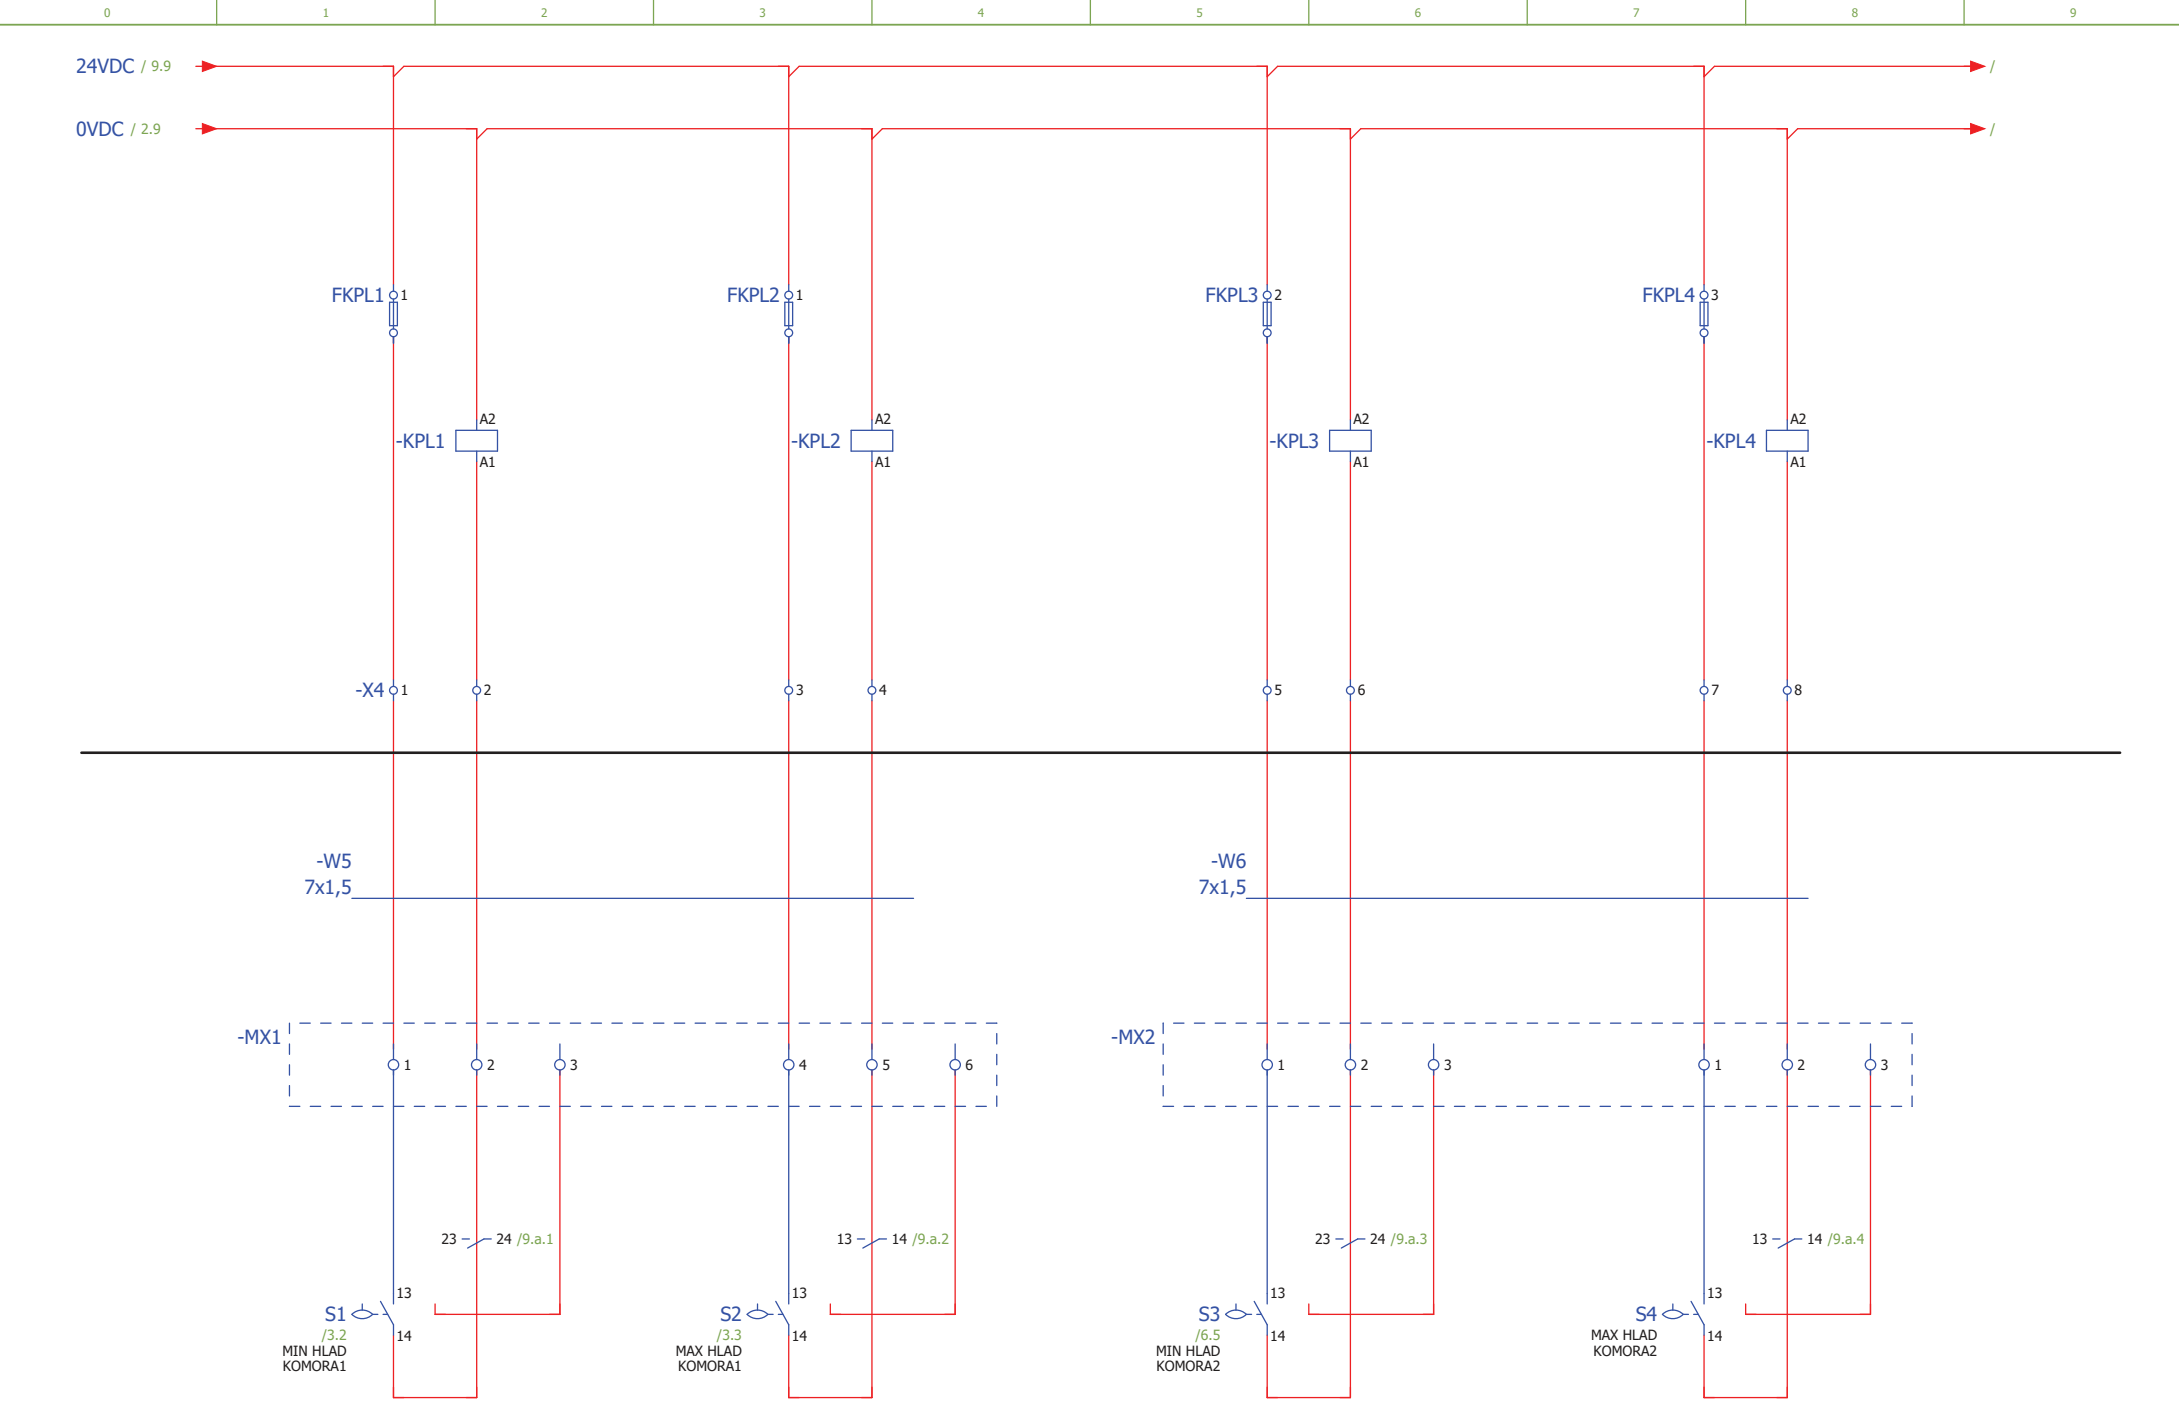 0 1 2 3 4 5 6 7 8 9
24VDC / 9.9 /
0VDC / 2.9 /
FKPL1 1 FKPL2 1 FKPL3 2 FKPL4 3
A2 A2 A2 A2
-KPL1 -KPL2 -KPL3 -KPL4
A1 A1 A1 A1
-X4 1 2 3 4 5 6 7 8
-W5 -W6
7x1,5 7x1,5
-MX1 -MX2
1 2 3 4 5 6 1 2 3 1 2 3
23 24 /9.a.1 13 14 /9.a.2 23 24 /9.a.3 13 14 /9.a.4
13 13 13 13
S1 S2 S3 S4
/3.2 14 /3.3 14 /6.5 14 14
MIN HLAD MAX HLAD MIN HLAD MAX HLAD
KOMORA1 KOMORA1 KOMORA2 KOMORA2